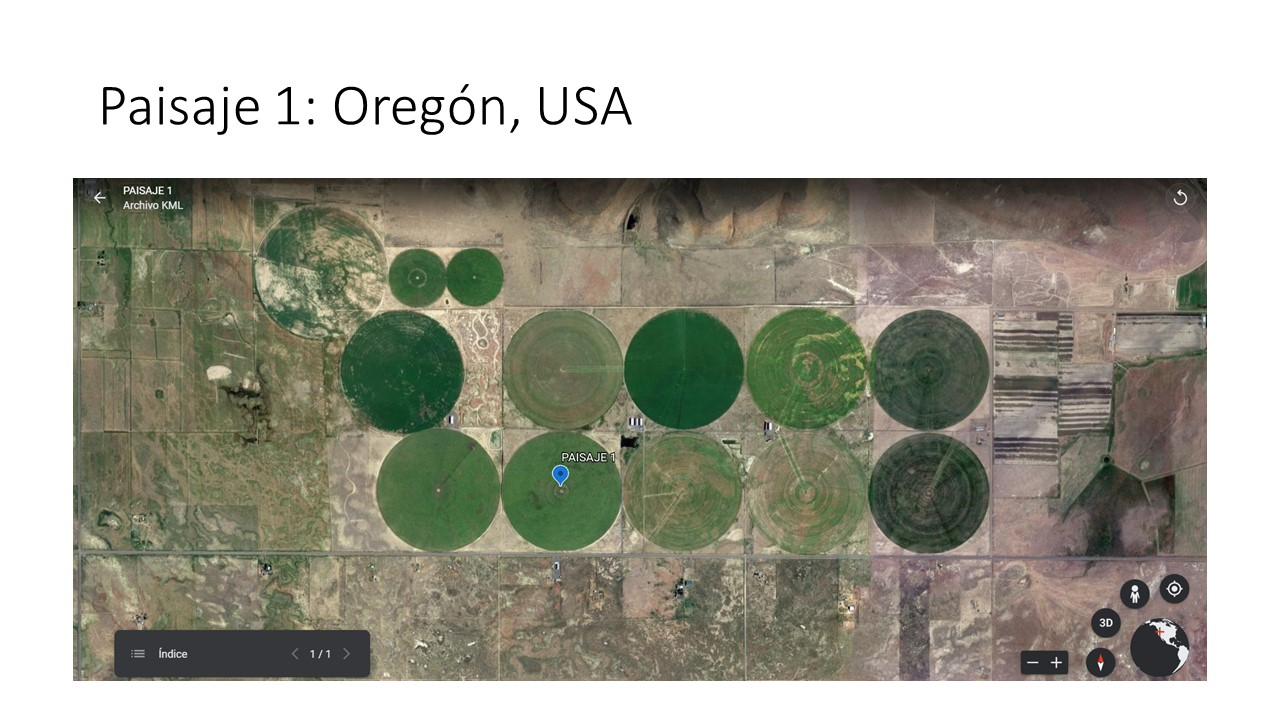 Paisaje 1: Oregón, USA
PAISAJE 1
Archivo KML
PAISAJE 1
Índice
1 / 1
3D